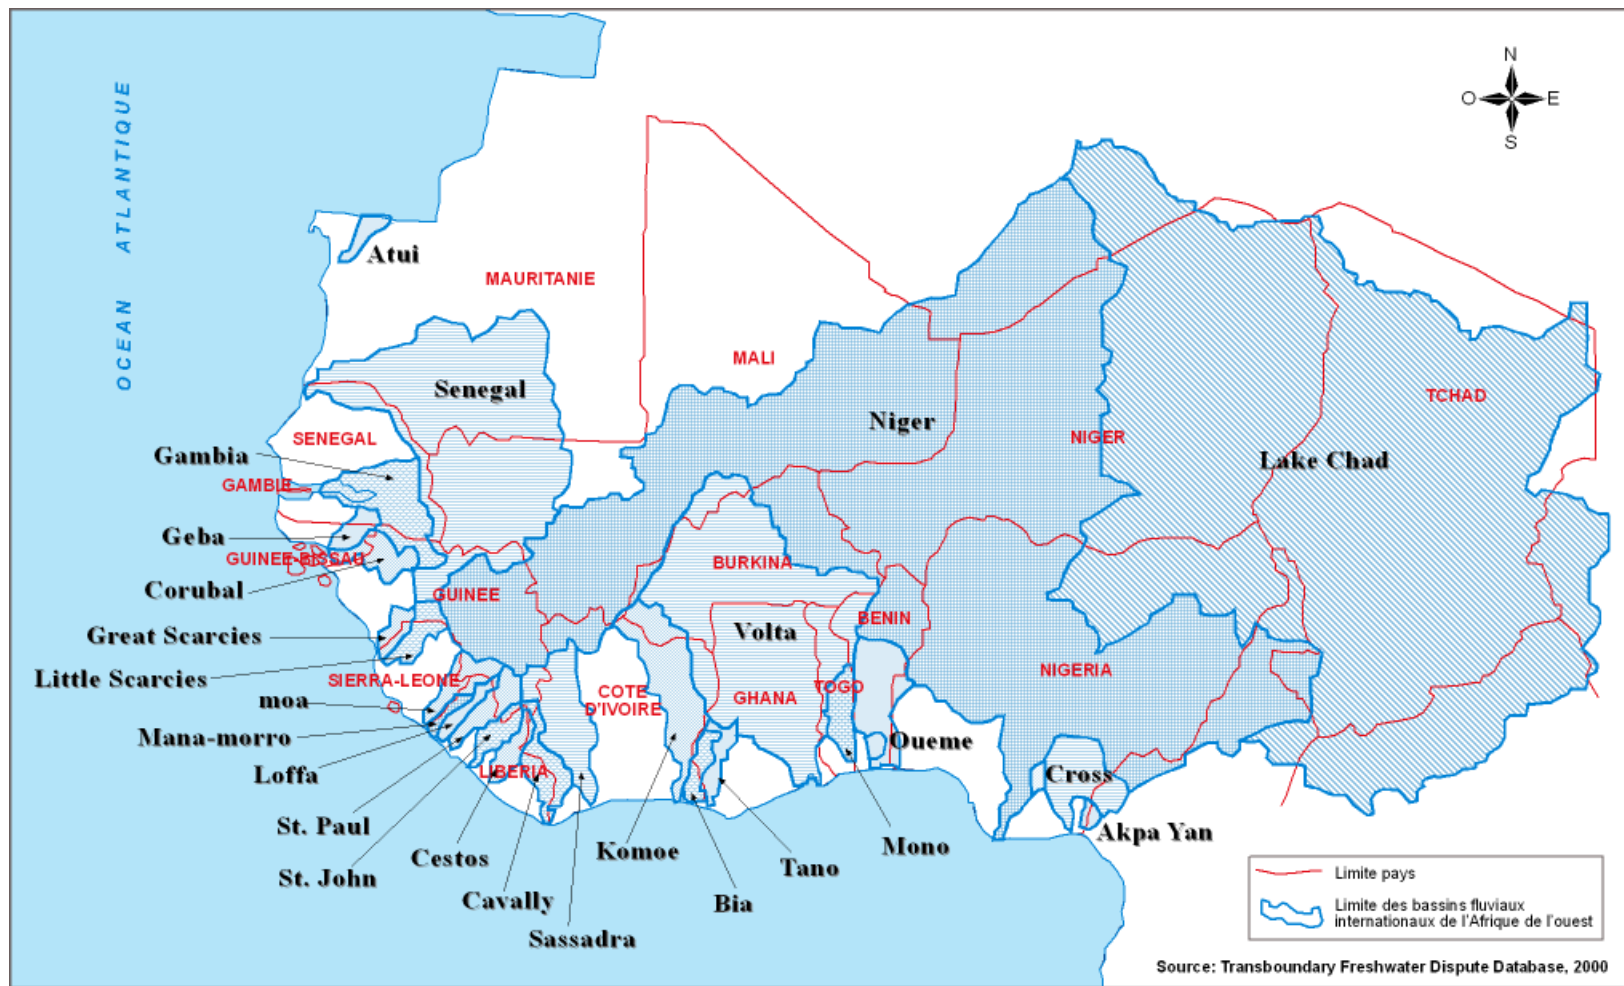 N
O
E
S
OCEAN ATLANTIQUE
Atui
MAURITANIE
MALI
Senegal
Niger
TCHAD
SENEGAL
NIGER
Gambia
Lake Chad
GAMBIE
Geba
GUINEE-BISSAU
BURKINA
Corubal
GUINEE
BENIN
Great Scarcies
Volta
Little Scarcies
SIERRA-LEONE
NIGERIA
moa
COTE
D'IVOIRE
GHANA
TOGO
Mana-morro
Oueme
Loffa
LIBERIA
Cross
St. Paul
Akpa Yan
Cestos
Komoe
Mono
St. John
Tano
Cavally
Bia
Sassadra
Limite pays
Limite des bassins fluviaux
internationaux de l'Afrique de l'ouest
Source: Transboundary Freshwater Dispute Database, 2000